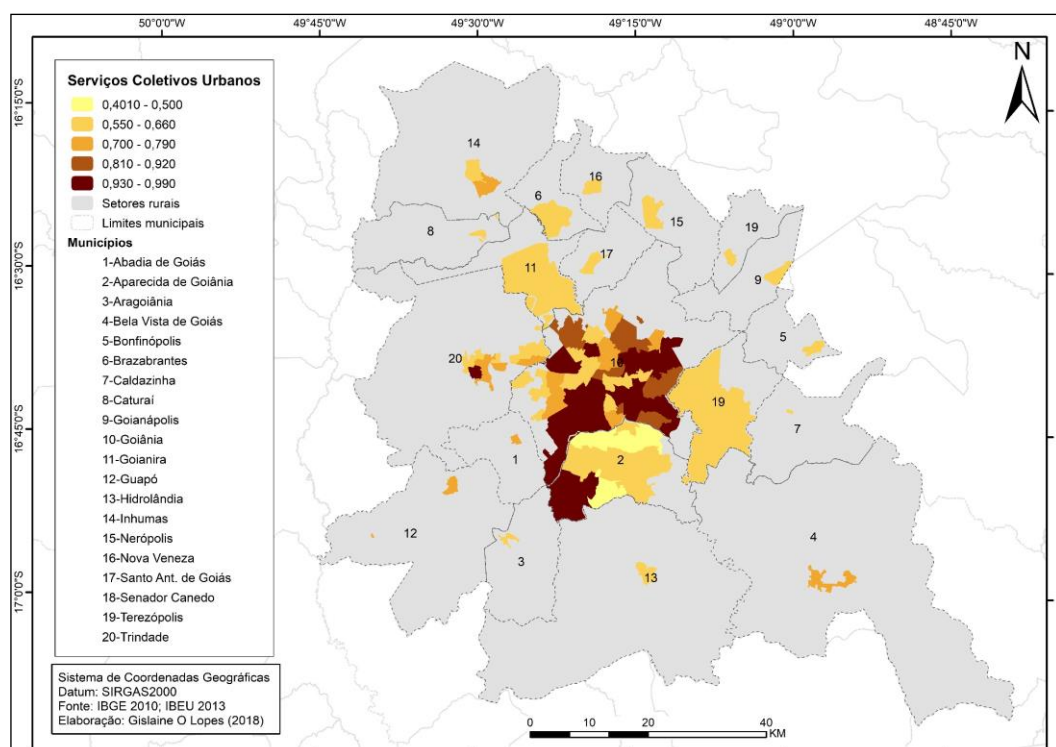 50°0'0"W 49°45'0"W 49°30'0"W 49°15'0"W 49°0'0"W 48°45'0"W
16°15'0"S
16°30'0"S
16°45'0"S
17°0'0"S
N
Serviços Coletivos Urbanos
0,4010 - 0,500
0,550 - 0,660
0,700 - 0,790
0,810 - 0,920
0,930 - 0,990
Setores rurais
Limites municipais
Municípios
1-Abadia de Goiás
2-Aparecida de Goiânia
3-Aragoiânia
4-Bela Vista de Goiás
5-Bonfinópolis
6-Brazabrantes
7-Caldazinha
8-Caturaí
9-Goianápolis
10-Goiânia
11-Goianira
12-Guapó
13-Hidrolândia
14-Inhumas
15-Nerópolis
16-Nova Veneza
17-Santo Ant. de Goiás
18-Senador Canedo
19-Terezópolis
20-Trindade
14
16
6
15
19
8
17
9
11
5
20
10
19
7
1
2
12
4
3
13
Sistema de Coordenadas Geográficas
Datum: SIRGAS2000
Fonte: IBGE 2010; IBEU 2013
Elaboração: Gislaine O Lopes (2018)
0 10 20 40
KM